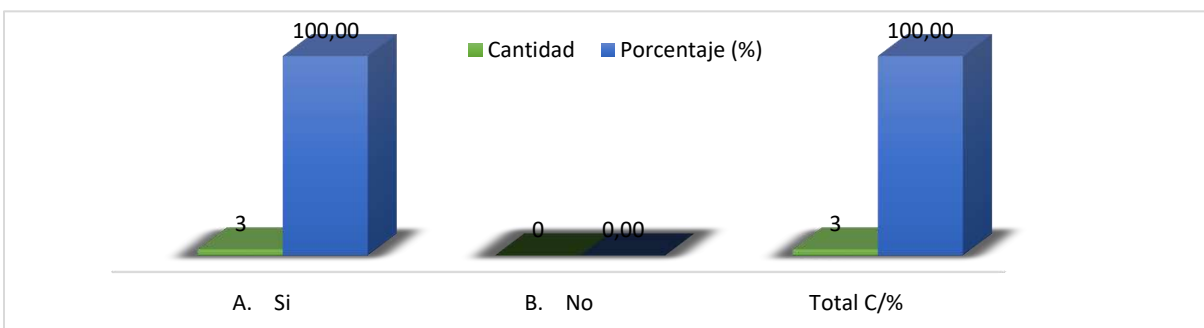 100,00 100,00
Cantidad Porcentaje (%)
3 0 0,00 3
A. Si B. No Total C/%